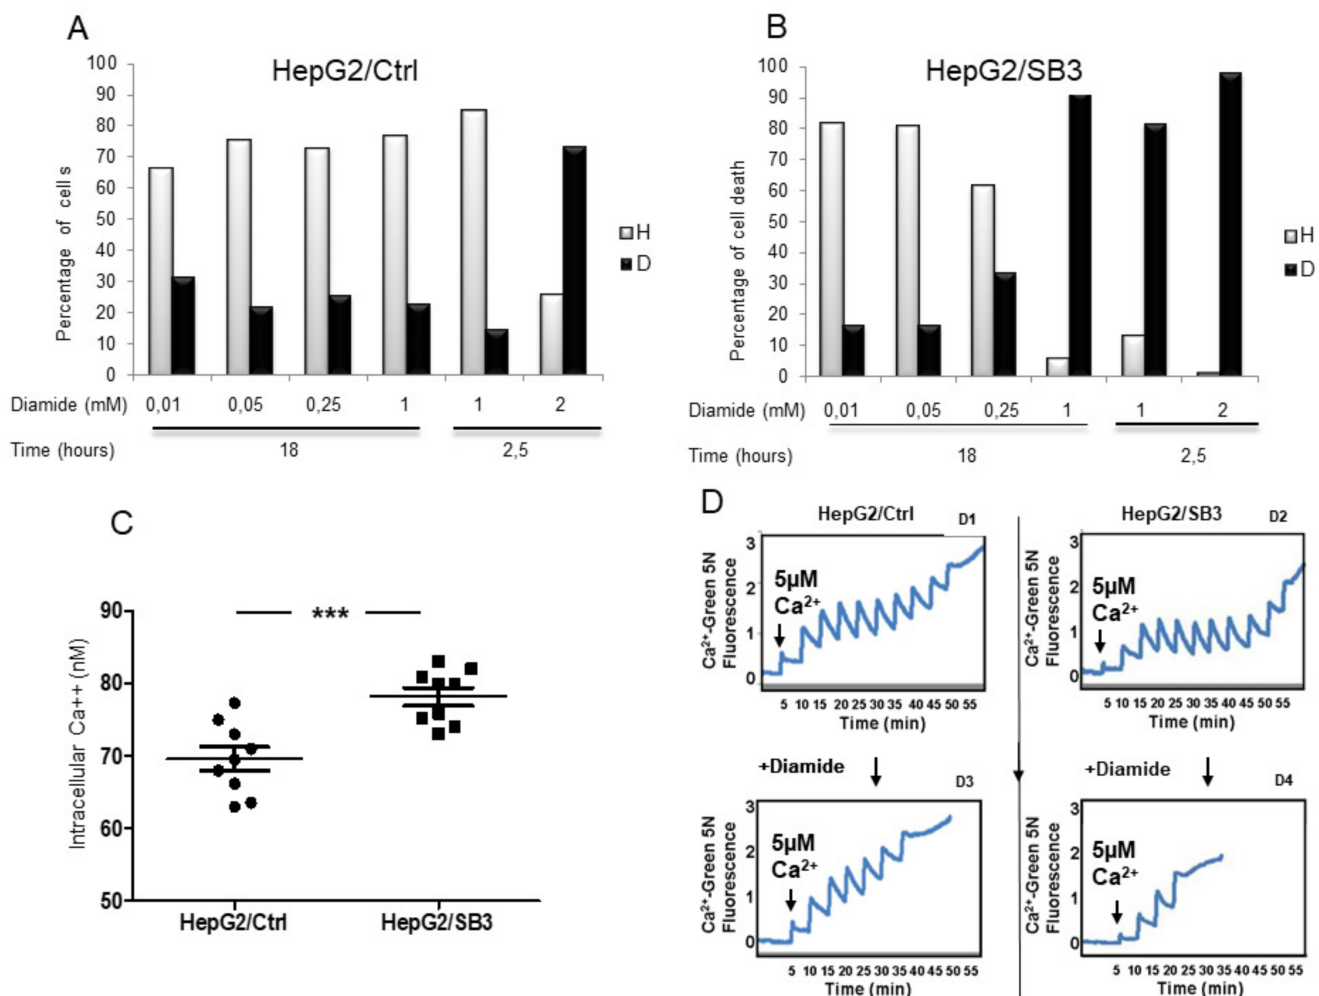 A
HepG2/Ctrl
100
90
80
70
60
50
40
30
20
10
0
Percentage of cell s
H
D
Diamide (mM) 0,01 0,05 0,25 1 1 2
Time (hours) 18 2,5
B
HepG2/SB3
100
90
80
70
60
50
40
30
20
10
0
Percentage of cell death
H
D
Diamide (mM) 0,01 0,05 0,25 1 1 2
Time (hours) 18 2,5
C
90
80
70
60
50
Intracellular Ca++ (nM)
***
HepG2/Ctrl HepG2/SB3
D
HepG2/Ctrl D1
3
2
1
0
Ca²⁺-Green 5N
Fluorescence
5µM
Ca²⁺
5 10 15 20 25 30 35 40 45 50 55
Time (min)
HepG2/SB3 D2
3
2
1
0
Ca²⁺-Green 5N
Fluorescence
5µM
Ca²⁺
5 10 15 20 25 30 35 40 45 50 55
Time (min)
+Diamide
D3
3
2
1
0
Ca²⁺-Green 5N
Fluorescence
5µM
Ca²⁺
5 10 15 20 25 30 35 40 45 50 55
Time (min)
+Diamide
D4
3
2
1
0
Ca²⁺-Green 5N
Fluorescence
5µM
Ca²⁺
5 10 15 20 25 30 35 40 45 50 55
Time (min)